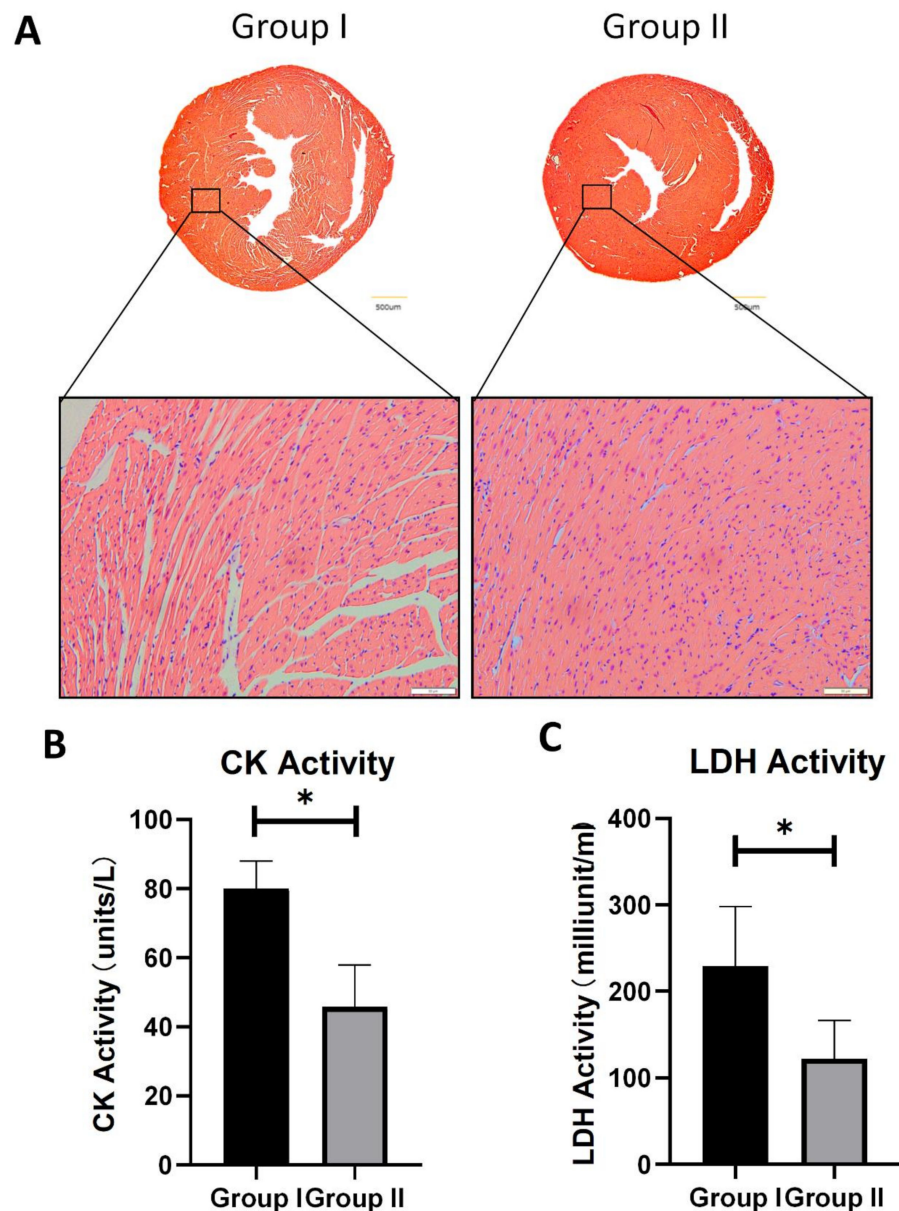 A
Group I
Group II
500um
500um
B
CK Activity
*
CK Activity (units/L)
100
80
60
40
20
0
Group I
Group II
C
LDH Activity
*
LDH Activity (milliunit/ml)
400
300
200
100
0
Group I
Group II